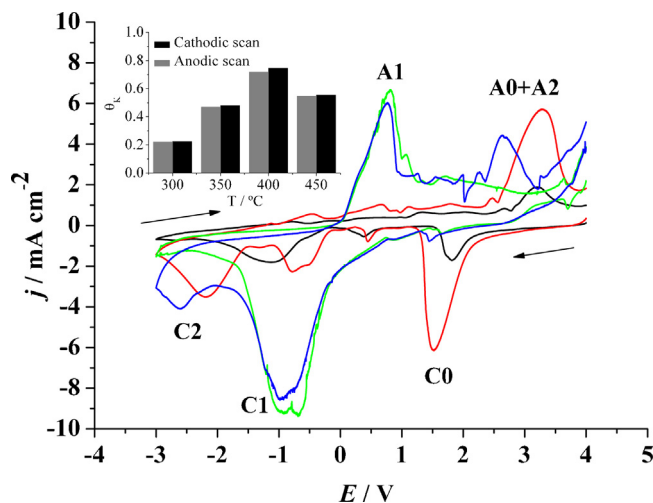 10
8
6
4
2
0
-2
-4
-6
-8
-10
j / mA cm-2
-4 -3 -2 -1 0 1 2 3 4 5
E / V
A1
A0+A2
C2
C1
C0
Cathodic scan
Anodic scan
1.0
0.8
0.6
0.4
0.2
0.0
θK
300 350 400 450
T / ºC